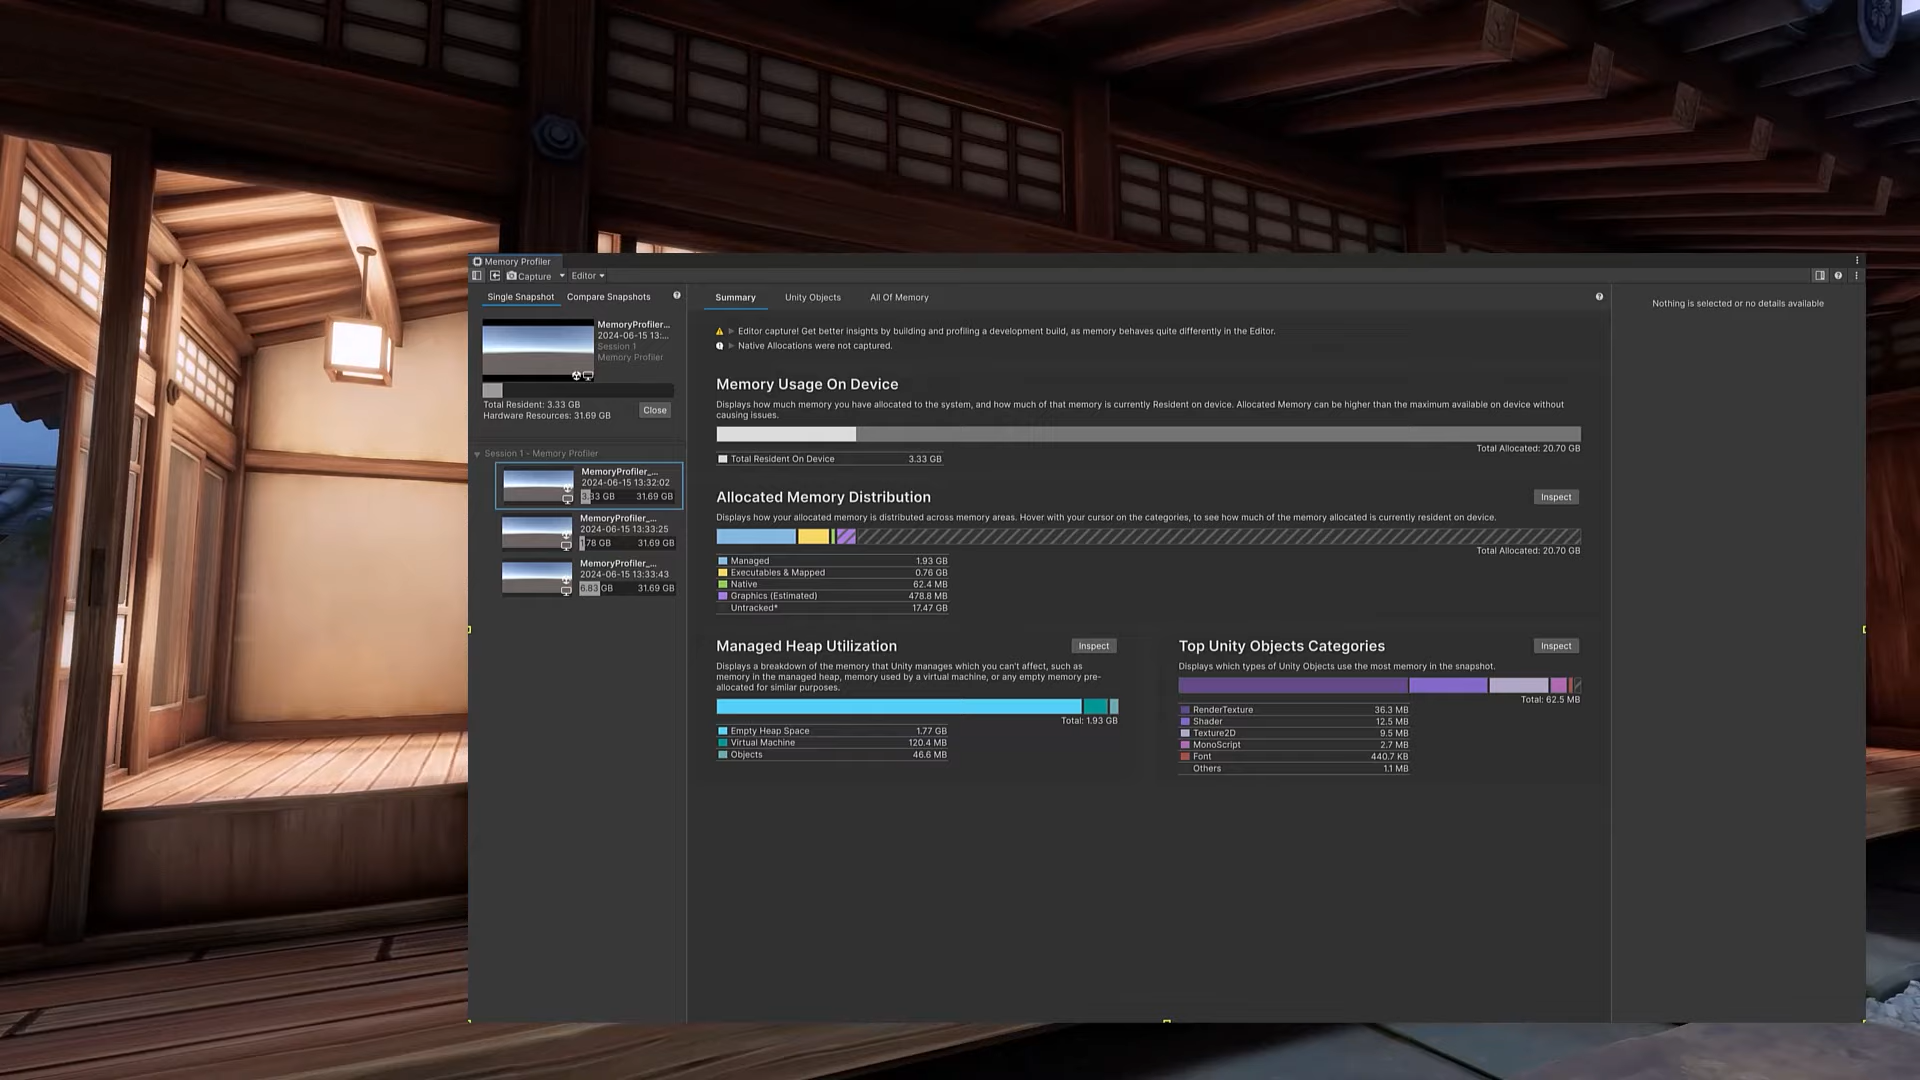 Memory Profiler
Capture Editor
Single Snapshot Compare Snapshots
MemoryProfiler...
2024-06-15 13:...
Session 1
Memory Profiler
Total Resident: 3.33 GB
Hardware Resources: 31.69 GB
Close
Session 1 - Memory Profiler
MemoryProfiler_...
2024-06-15 13:32:02
3.33 GB 31.69 GB
MemoryProfiler_...
2024-06-15 13:33:25
1.78 GB 31.69 GB
MemoryProfiler_...
2024-06-15 13:33:43
6.83 GB 31.69 GB
Summary Unity Objects All Of Memory
Editor capture! Get better insights by building and profiling a development build, as memory behaves quite differently in the Editor.
Native Allocations were not captured.
Memory Usage On Device
Displays how much memory you have allocated to the system, and how much of that memory is currently Resident on device. Allocated Memory can be higher than the maximum available on device without
causing issues.
Total Allocated: 20.70 GB
Total Resident On Device 3.33 GB
Allocated Memory Distribution
Inspect
Displays how your allocated memory is distributed across memory areas. Hover with your cursor on the categories, to see how much of the memory allocated is currently resident on device.
Total Allocated: 20.70 GB
Managed 1.93 GB
Executables & Mapped 0.76 GB
Native 62.4 MB
Graphics (Estimated) 478.8 MB
Untracked* 17.47 GB
Managed Heap Utilization
Inspect
Displays a breakdown of the memory that Unity manages which you can't affect, such as
memory in the managed heap, memory used by a virtual machine, or any empty memory pre-
allocated for similar purposes.
Total: 1.93 GB
Empty Heap Space 1.77 GB
Virtual Machine 120.4 MB
Objects 46.6 MB
Top Unity Objects Categories
Inspect
Displays which types of Unity Objects use the most memory in the snapshot.
Total: 62.5 MB
RenderTexture 36.3 MB
Shader 12.5 MB
Texture2D 9.5 MB
MonoScript 2.7 MB
Font 440.7 KB
Others 1.1 MB
Nothing is selected or no details available